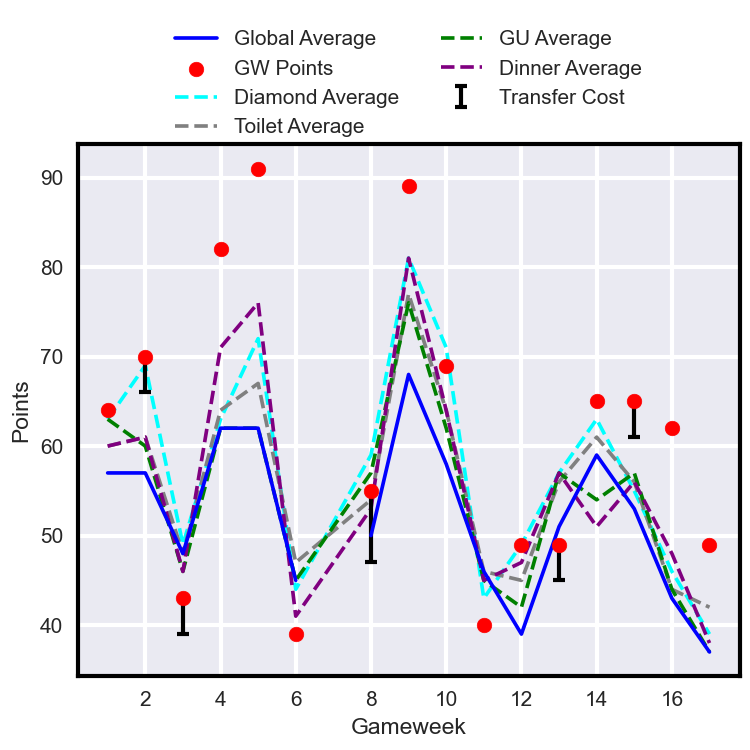 Global Average
GW Points
Diamond Average
Toilet Average
GU Average
Dinner Average
Transfer Cost
90
80
70
60
50
40
Points
2 4 6 8 10 12 14 16
Gameweek